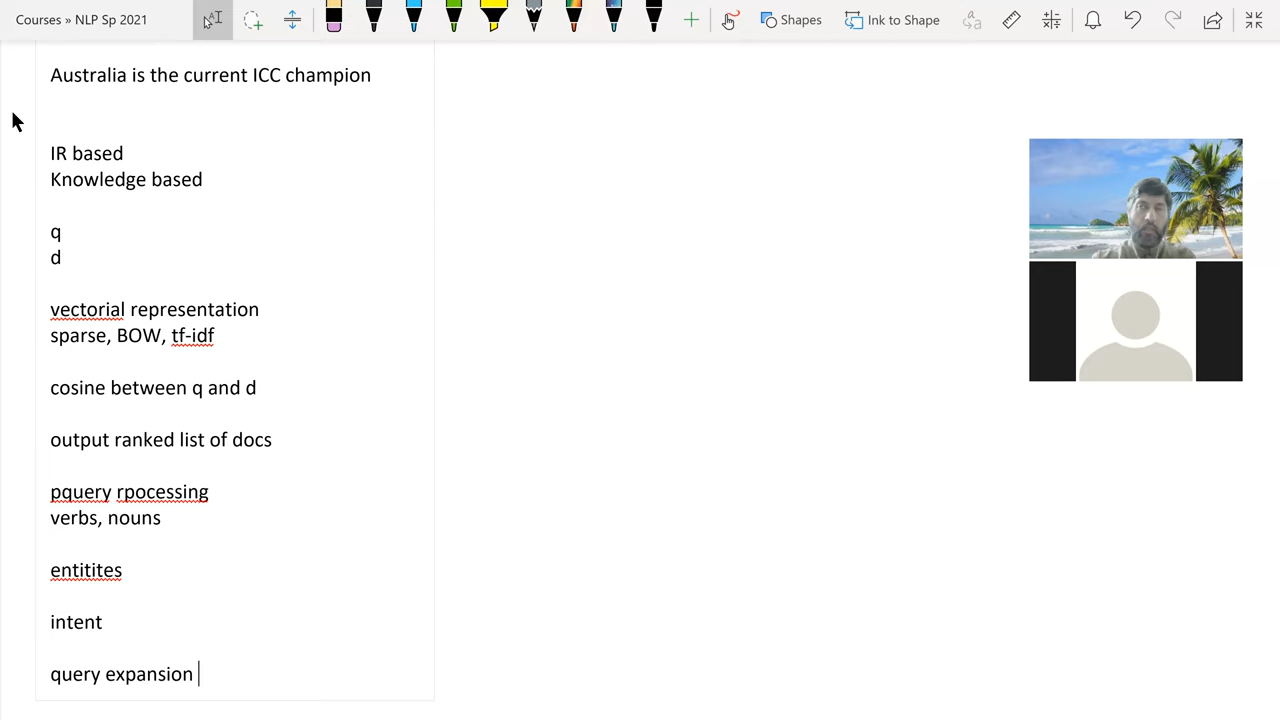 Courses » NLP Sp 2021
Shapes
Ink to Shape
Australia is the current ICC champion
IR based
Knowledge based
q
d
vectorial representation
sparse, BOW, tf-idf
cosine between q and d
output ranked list of docs
pquery rpocessing
verbs, nouns
entitites
intent
query expansion